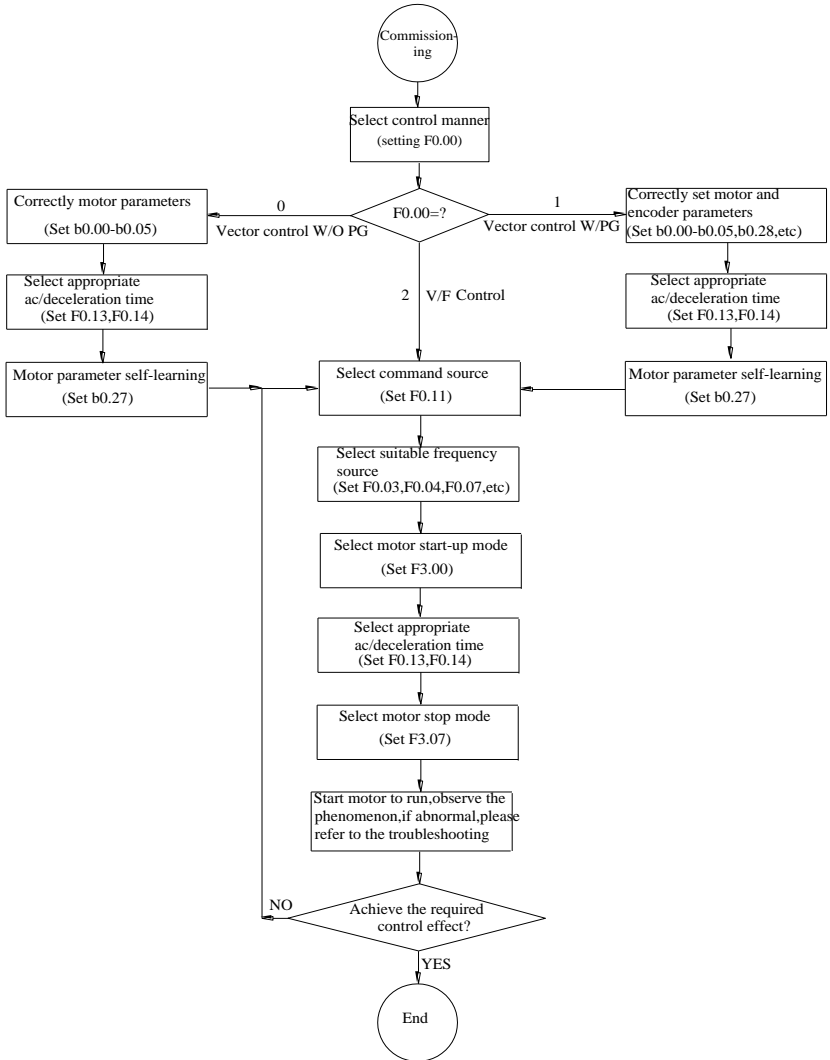 Commission-
ing
Select control manner
(setting F0.00)
F0.00=?
0
Vector control W/O PG
1
Vector control W/PG
2
V/F Control
Correctly motor parameters
(Set b0.00-b0.05)
Select appropriate
ac/deceleration time
(Set F0.13,F0.14)
Motor parameter self-learning
(Set b0.27)
Correctly set motor and
encoder parameters
(Set b0.00-b0.05,b0.28,etc)
Select appropriate
ac/deceleration time
(Set F0.13,F0.14)
Motor parameter self-learning
(Set b0.27)
Select command source
(Set F0.11)
Select suitable frequency
source
(Set F0.03,F0.04,F0.07,etc)
Select motor start-up mode
(Set F3.00)
Select appropriate
ac/deceleration time
(Set F0.13,F0.14)
Select motor stop mode
(Set F3.07)
Start motor to run,observe the
phenomenon,if abnormal,please
refer to the troubleshooting
Achieve the required
control effect?
NO
YES
End